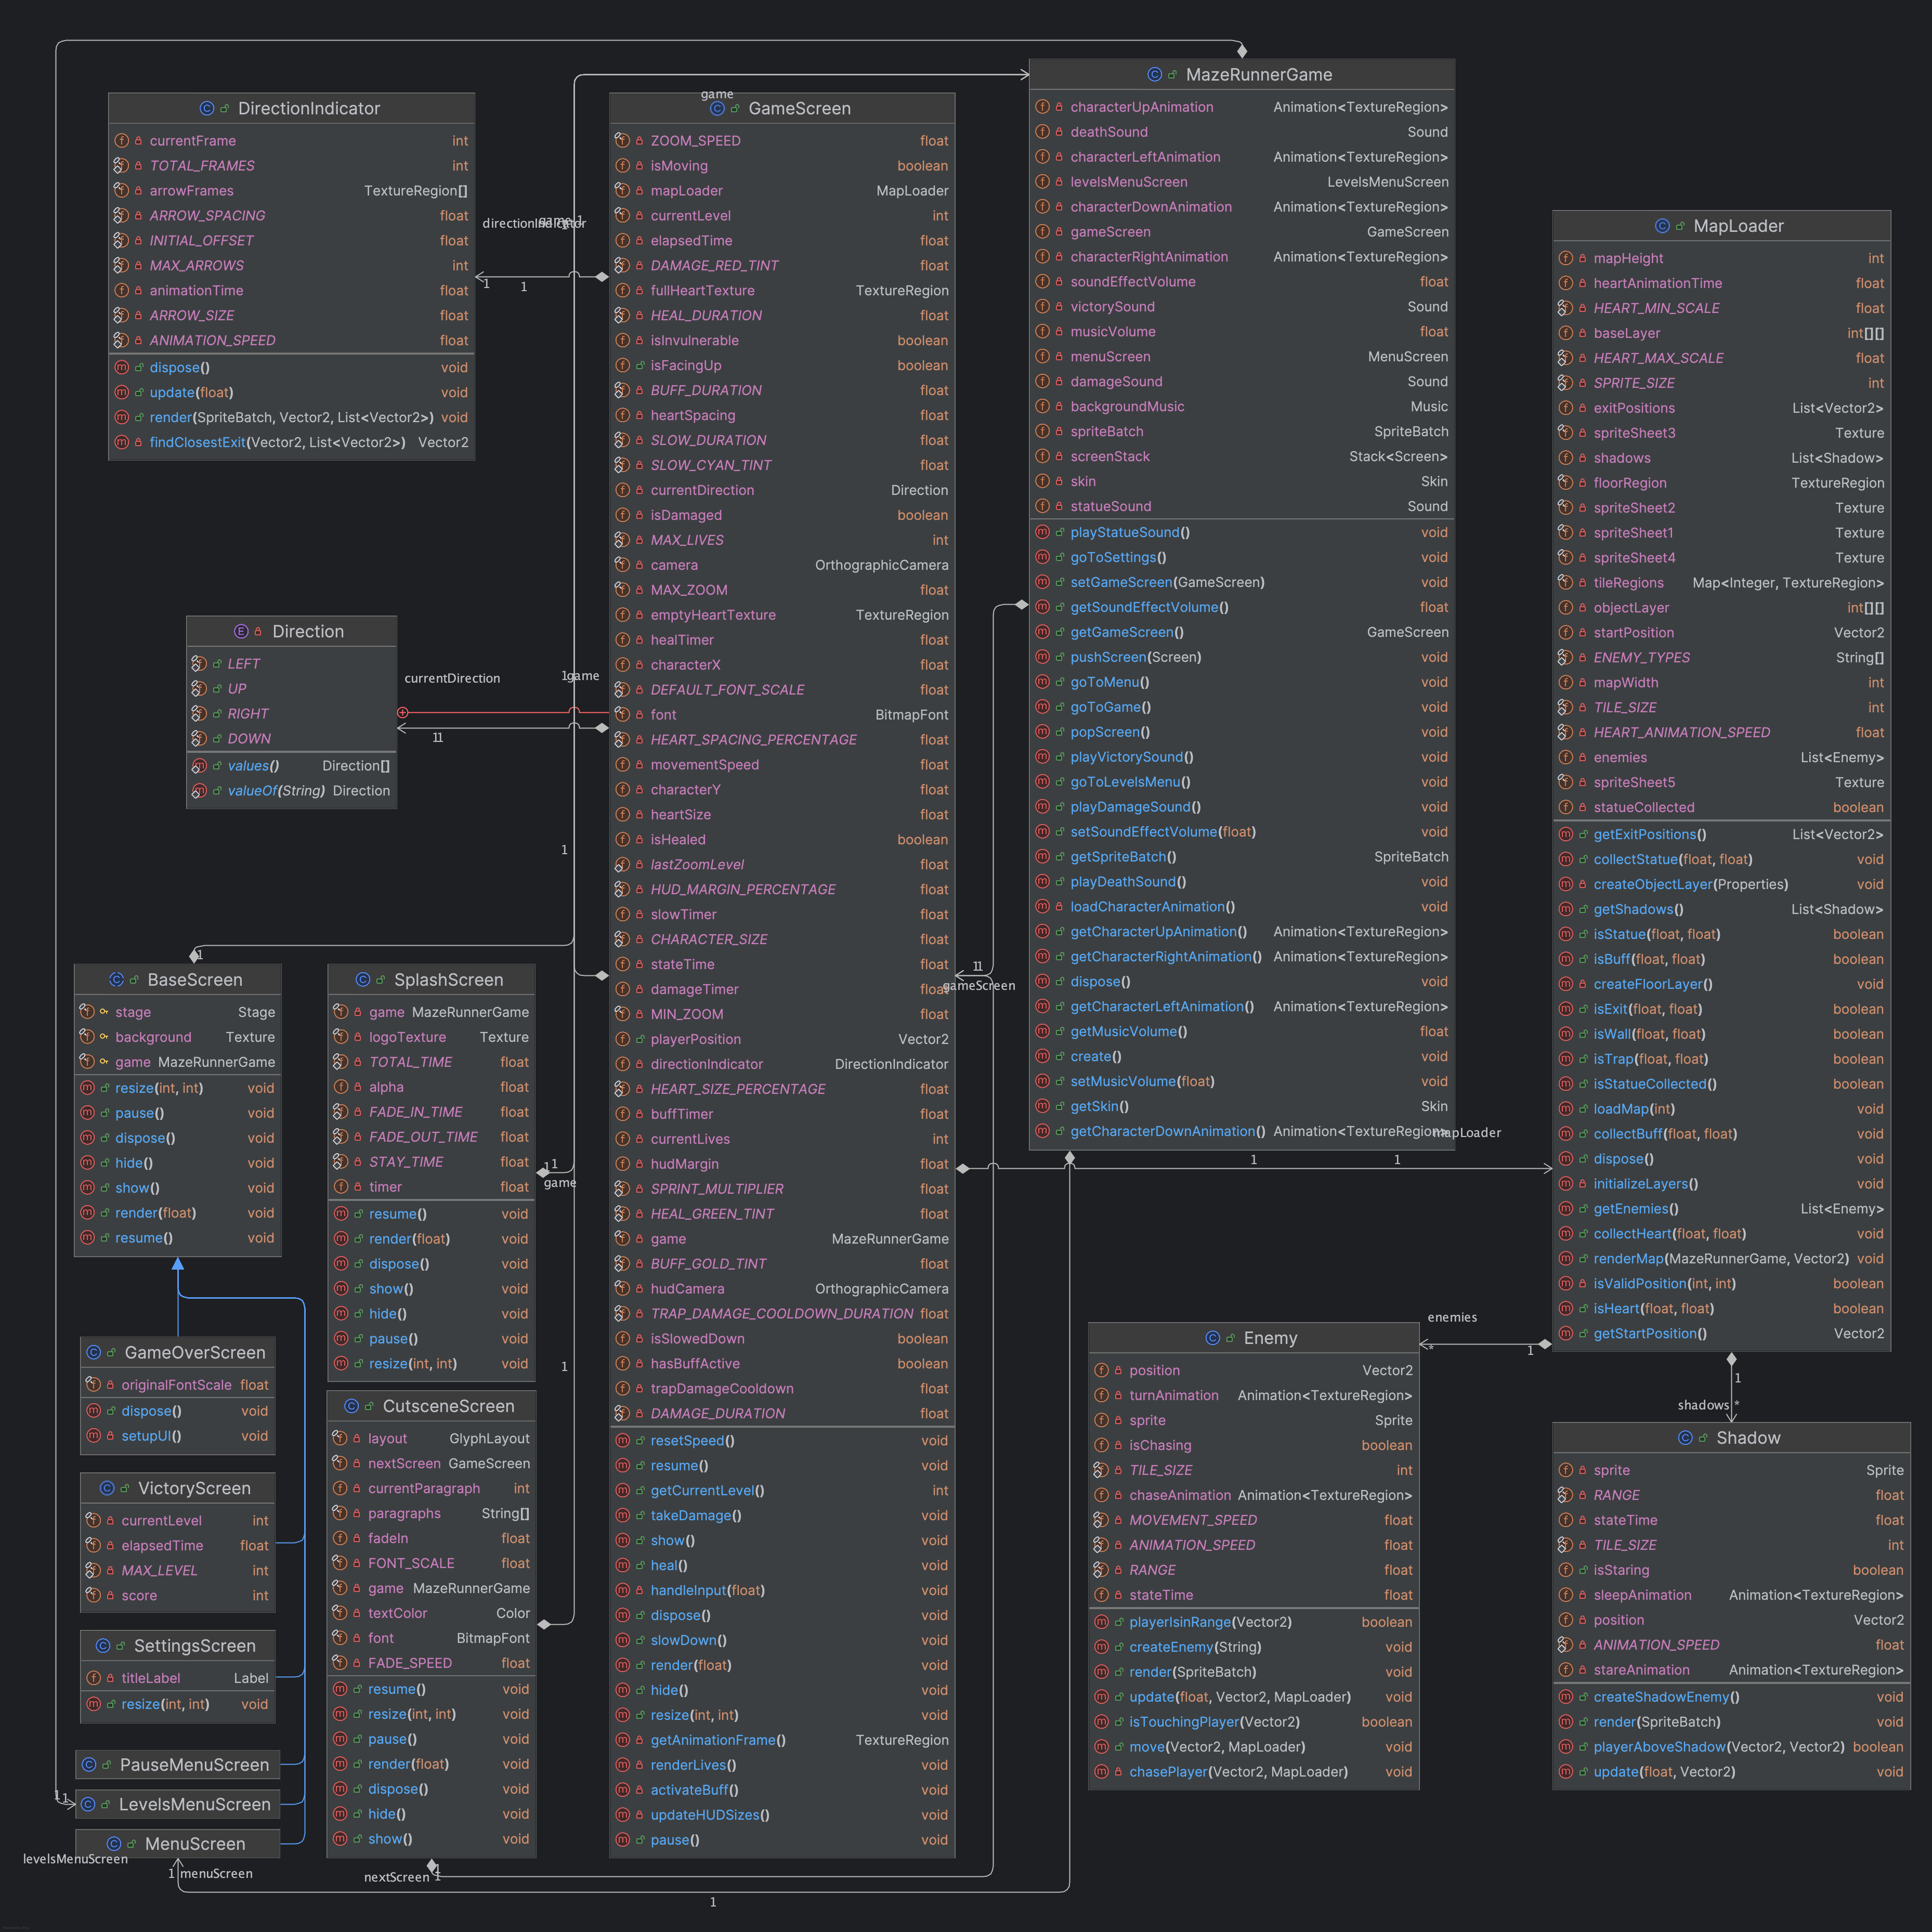 DirectionIndicator
currentFrame int
TOTAL_FRAMES int
arrowFrames TextureRegion[]
ARROW_SPACING float
INITIAL_OFFSET float
MAX_ARROWS int
animationTime float
ARROW_SIZE float
ANIMATION_SPEED float
dispose() void
update(float) void
render(SpriteBatch, Vector2, List<Vector2>) void
findClosestExit(Vector2, List<Vector2>) Vector2
directionIndicator
game 1
1
1
Direction
LEFT
UP
RIGHT
DOWN
values() Direction[]
valueOf(String) Direction
currentDirection
11
1game
1
BaseScreen
1
stage Stage
background Texture
game MazeRunnerGame
resize(int, int) void
pause() void
dispose() void
hide() void
show() void
render(float) void
resume() void
GameOverScreen
originalFontScale float
dispose() void
setupUI() void
VictoryScreen
currentLevel int
elapsedTime float
MAX_LEVEL int
score int
SettingsScreen
titleLabel Label
resize(int, int) void
PauseMenuScreen
LevelsMenuScreen
1
1
MenuScreen
levelsMenuScreen
1 menuScreen
SplashScreen
game MazeRunnerGame
logoTexture Texture
TOTAL_TIME float
alpha float
FADE_IN_TIME float
FADE_OUT_TIME float
STAY_TIME float
timer float
resume() void
render(float) void
dispose() void
show() void
hide() void
pause() void
resize(int, int) void
1
1
game
1
CutsceneScreen
layout GlyphLayout
nextScreen GameScreen
currentParagraph int
paragraphs String[]
fadeIn float
FONT_SCALE float
game MazeRunnerGame
textColor Color
font BitmapFont
FADE_SPEED float
resume() void
resize(int, int) void
pause() void
render(float) void
dispose() void
hide() void
show() void
nextScreen 1
1
game
GameScreen
ZOOM_SPEED float
isMoving boolean
mapLoader MapLoader
currentLevel int
elapsedTime float
DAMAGE_RED_TINT float
fullHeartTexture TextureRegion
HEAL_DURATION float
isInvulnerable boolean
isFacingUp boolean
BUFF_DURATION float
heartSpacing float
SLOW_DURATION float
SLOW_CYAN_TINT float
currentDirection Direction
isDamaged boolean
MAX_LIVES int
camera OrthographicCamera
MAX_ZOOM float
emptyHeartTexture TextureRegion
healTimer float
characterX float
DEFAULT_FONT_SCALE float
font BitmapFont
HEART_SPACING_PERCENTAGE float
movementSpeed float
characterY float
heartSize float
isHealed boolean
lastZoomLevel float
HUD_MARGIN_PERCENTAGE float
slowTimer float
CHARACTER_SIZE float
stateTime float
damageTimer float
MIN_ZOOM float
playerPosition Vector2
directionIndicator DirectionIndicator
HEART_SIZE_PERCENTAGE float
buffTimer float
currentLives int
hudMargin float
SPRINT_MULTIPLIER float
HEAL_GREEN_TINT float
game MazeRunnerGame
BUFF_GOLD_TINT float
hudCamera OrthographicCamera
TRAP_DAMAGE_COOLDOWN_DURATION float
isSlowedDown boolean
hasBuffActive boolean
trapDamageCooldown float
DAMAGE_DURATION float
resetSpeed() void
resume() void
getCurrentLevel() int
takeDamage() void
show() void
heal() void
handleInput(float) void
dispose() void
slowDown() void
render(float) void
hide() void
resize(int, int) void
getAnimationFrame() TextureRegion
renderLives() void
activateBuff() void
updateHUDSizes() void
pause() void
11
gameScreen
MazeRunnerGame
characterUpAnimation Animation<TextureRegion>
deathSound Sound
characterLeftAnimation Animation<TextureRegion>
levelsMenuScreen LevelsMenuScreen
characterDownAnimation Animation<TextureRegion>
gameScreen GameScreen
characterRightAnimation Animation<TextureRegion>
soundEffectVolume float
victorySound Sound
musicVolume float
menuScreen MenuScreen
damageSound Sound
backgroundMusic Music
spriteBatch SpriteBatch
screenStack Stack<Screen>
skin Skin
statueSound Sound
playStatueSound() void
goToSettings() void
setGameScreen(GameScreen) void
getSoundEffectVolume() float
getGameScreen() GameScreen
pushScreen(Screen) void
goToMenu() void
goToGame() void
popScreen() void
playVictorySound() void
goToLevelsMenu() void
playDamageSound() void
setSoundEffectVolume(float) void
getSpriteBatch() SpriteBatch
playDeathSound() void
loadCharacterAnimation() void
getCharacterUpAnimation() Animation<TextureRegion>
getCharacterRightAnimation() Animation<TextureRegion>
dispose() void
getCharacterLeftAnimation() Animation<TextureRegion>
getMusicVolume() float
create() void
setMusicVolume(float) void
getSkin() Skin
getCharacterDownAnimation() Animation<TextureRegion>
mapLoader
1
1
MapLoader
mapHeight int
heartAnimationTime float
HEART_MIN_SCALE float
baseLayer int[][]
HEART_MAX_SCALE float
SPRITE_SIZE int
exitPositions List<Vector2>
spriteSheet3 Texture
shadows List<Shadow>
floorRegion TextureRegion
spriteSheet2 Texture
spriteSheet1 Texture
spriteSheet4 Texture
tileRegions Map<Integer, TextureRegion>
objectLayer int[][]
startPosition Vector2
ENEMY_TYPES String[]
mapWidth int
TILE_SIZE int
HEART_ANIMATION_SPEED float
enemies List<Enemy>
spriteSheet5 Texture
statueCollected boolean
getExitPositions() List<Vector2>
collectStatue(float, float) void
createObjectLayer(Properties) void
getShadows() List<Shadow>
isStatue(float, float) boolean
isBuff(float, float) boolean
createFloorLayer() void
isExit(float, float) boolean
isWall(float, float) boolean
isTrap(float, float) boolean
isStatueCollected() boolean
loadMap(int) void
collectBuff(float, float) void
dispose() void
initializeLayers() void
getEnemies() List<Enemy>
collectHeart(float, float) void
renderMap(MazeRunnerGame, Vector2) void
isValidPosition(int, int) boolean
isHeart(float, float) boolean
getStartPosition() Vector2
enemies
*
1
1
shadows *
Enemy
position Vector2
turnAnimation Animation<TextureRegion>
sprite Sprite
isChasing boolean
TILE_SIZE int
chaseAnimation Animation<TextureRegion>
MOVEMENT_SPEED float
ANIMATION_SPEED float
RANGE float
stateTime float
playerIsinRange(Vector2) boolean
createEnemy(String) void
render(SpriteBatch) void
update(float, Vector2, MapLoader) void
isTouchingPlayer(Vector2) boolean
move(Vector2, MapLoader) void
chasePlayer(Vector2, MapLoader) void
Shadow
sprite Sprite
RANGE float
stateTime float
TILE_SIZE int
isStaring boolean
sleepAnimation Animation<TextureRegion>
position Vector2
ANIMATION_SPEED float
stareAnimation Animation<TextureRegion>
createShadowEnemy() void
render(SpriteBatch) void
playerAboveShadow(Vector2, Vector2) boolean
update(float, Vector2) void